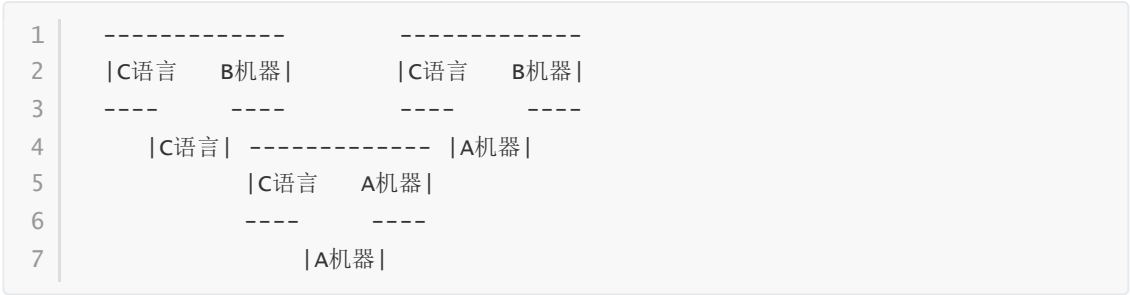 1 ------------- -------------
2 |C语言 B机器| |C语言 B机器|
3 ---- ---- ---- ----
4 |C语言| ------------- |A机器|
5 |C语言 A机器|
6 ---- ----
7 |A机器|